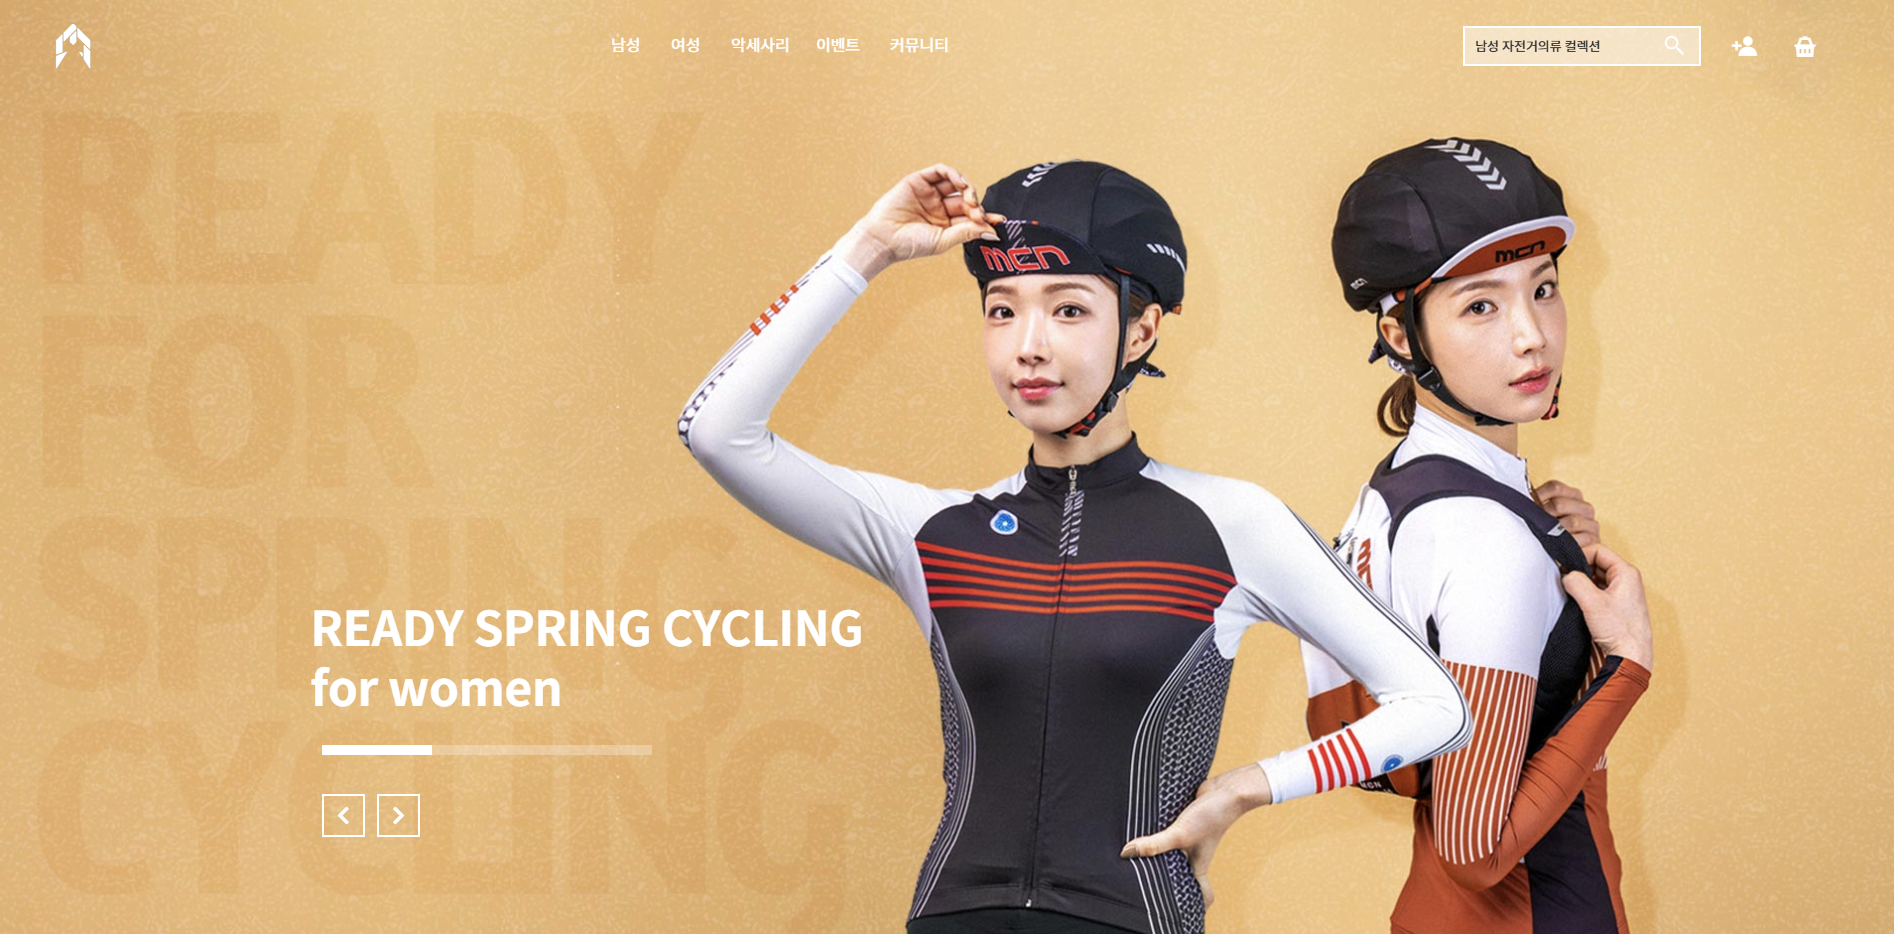 남성 여성 악세사리 이벤트 커뮤니티
남성 자전거의류 컬렉션
READY
FOR
SPRING
CYCLING
mcn
mcn
READY SPRING CYCLING
for women
MCN